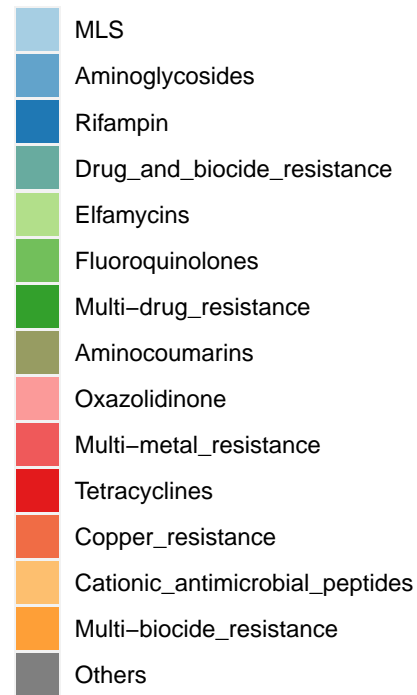 MLS
Aminoglycosides
Rifampin
Drug_and_biocide_resistance
Elfamycins
Fluoroquinolones
Multi−drug_resistance
Aminocoumarins
Oxazolidinone
Multi−metal_resistance
Tetracyclines
Copper_resistance
Cationic_antimicrobial_peptides
Multi−biocide_resistance
Others